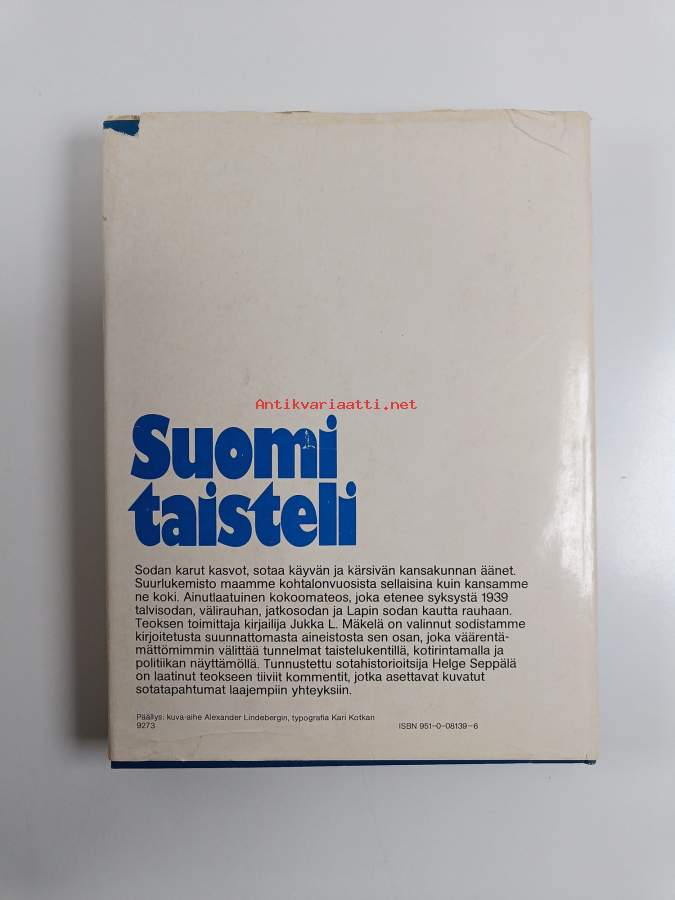 Antikvariaatti.net
Suomi
taisteli
Sodan karut kasvot, sotaa käyvän ja kärsivän kansakunnan äänet.
Suurlukemisto maamme kohtalonvuosista sellaisina kuin kansamme
ne koki. Ainutlaatuinen kokoomateos, joka etenee syksystä 1939
talvisodan, välirauhan, jatkosodan ja Lapin sodan kautta rauhaan.
Teoksen toimittaja kirjailija Jukka L. Mäkelä on valinnut sodistamme
kirjoitetusta suunnattomasta aineistosta sen osan, joka väärentä-
mättömimmin välittää tunnelmat taistelukentillä, kotirintamalla ja
politiikan näyttämöllä. Tunnustettu sotahistorioitsija Helge Seppälä
on laatinut teokseen tiiviit kommentit, jotka asettavat kuvatut
sotatapahtumat laajempiin yhteyksiin.
Päällys: kuva-aihe Alexander Lindebergin, typografia Kari Kotkan
9273
ISBN 951-0-08139-6